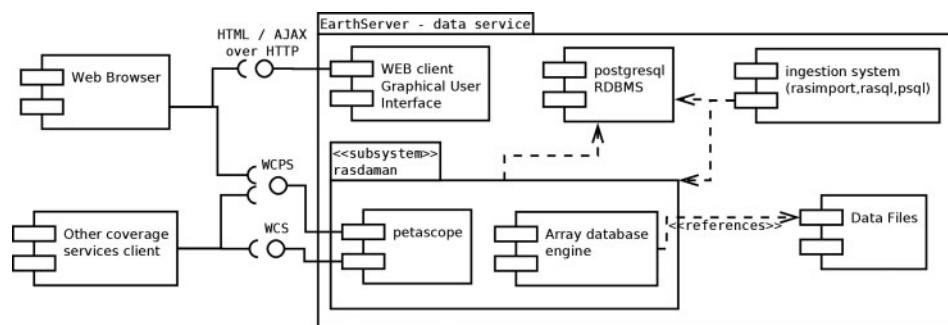 EarthServer - data service
HTML / AJAX
over HTTP
Web Browser
WEB client
Graphical User
Interface
postgresql
RDBMS
ingestion system
(rasimport,rasql,psql)
<<subsystem>>
rasdaman
WCPS
WCS
Other coverage
services client
petascope
Array database
engine
<<references>>
Data Files